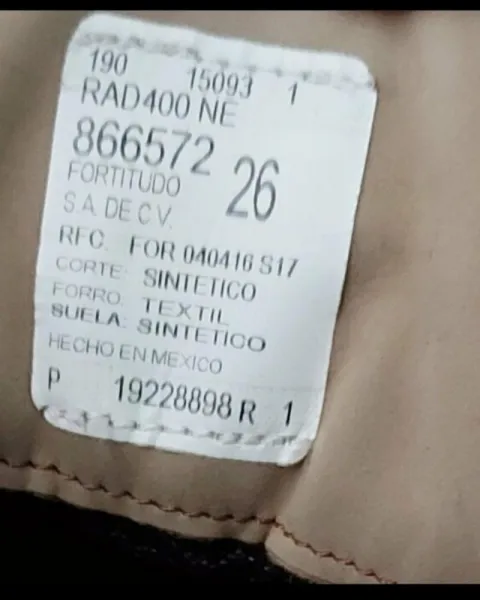 190 15093 1
RAD400 NE
866572 26
FORTITUDO
S.A. DE C.V.
RFC. FOR 040416 S17
CORTE: SINTETICO
FORRO: TEXTIL
SUELA: SINTETICO
HECHO EN MEXICO
P 19228898 R 1